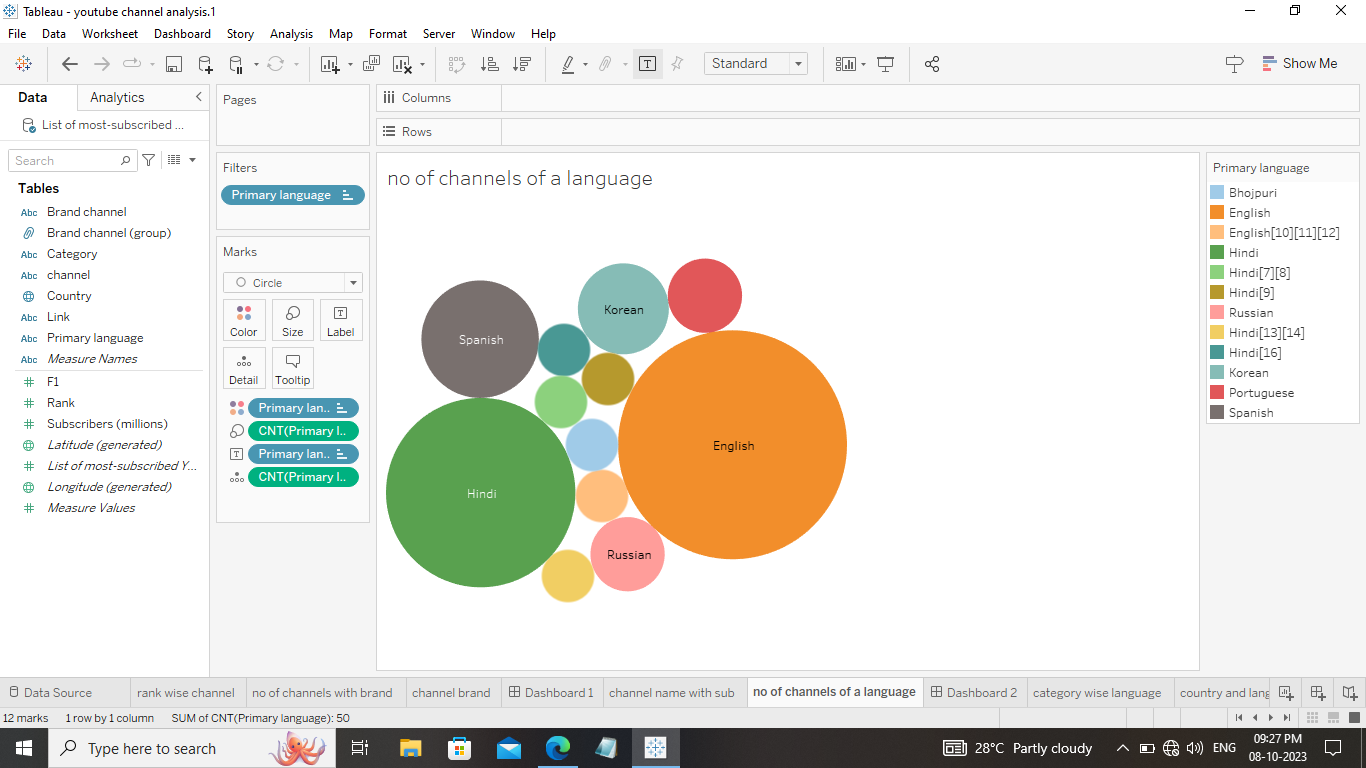 Tableau - youtube channel analysis.1
File Data Worksheet Dashboard Story Analysis Map Format Server Window Help
Standard
Show Me
Data Analytics
List of most-subscribed ...
Search
Tables
Abc Brand channel
Brand channel (group)
Abc Category
Abc channel
Country
Abc Link
Abc Primary language
Abc Measure Names
F1
Rank
Subscribers (millions)
Latitude (generated)
List of most-subscribed Y...
Longitude (generated)
Measure Values
Pages
Filters
Primary language
Marks
Circle
Color Size Label
Detail Tooltip
Primary lan..
CNT(Primary l..
Primary lan..
CNT(Primary l..
Columns
Rows
no of channels of a language
Korean
Spanish
English
Hindi
Russian
Primary language
Bhojpuri
English
English[10][11][12]
Hindi
Hindi[7][8]
Hindi[9]
Russian
Hindi[13][14]
Hindi[16]
Korean
Portuguese
Spanish
Data Source rank wise channel no of channels with brand channel brand Dashboard 1 channel name with sub no of channels of a language Dashboard 2 category wise language country and lang
12 marks 1 row by 1 column SUM of CNT(Primary language): 50
Type here to search
28°C Partly cloudy
ENG
09:27 PM
08-10-2023